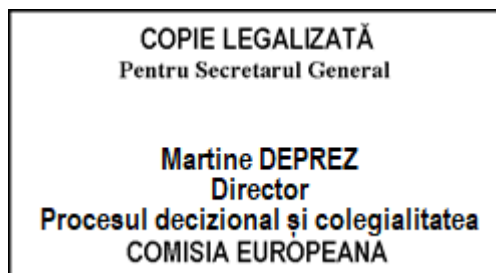 COPIE LEGALIZATĂ
Pentru Secretarul General
Martine DEPREZ
Director
Procesul decizional și colegialitatea
COMISIA EUROPEANA